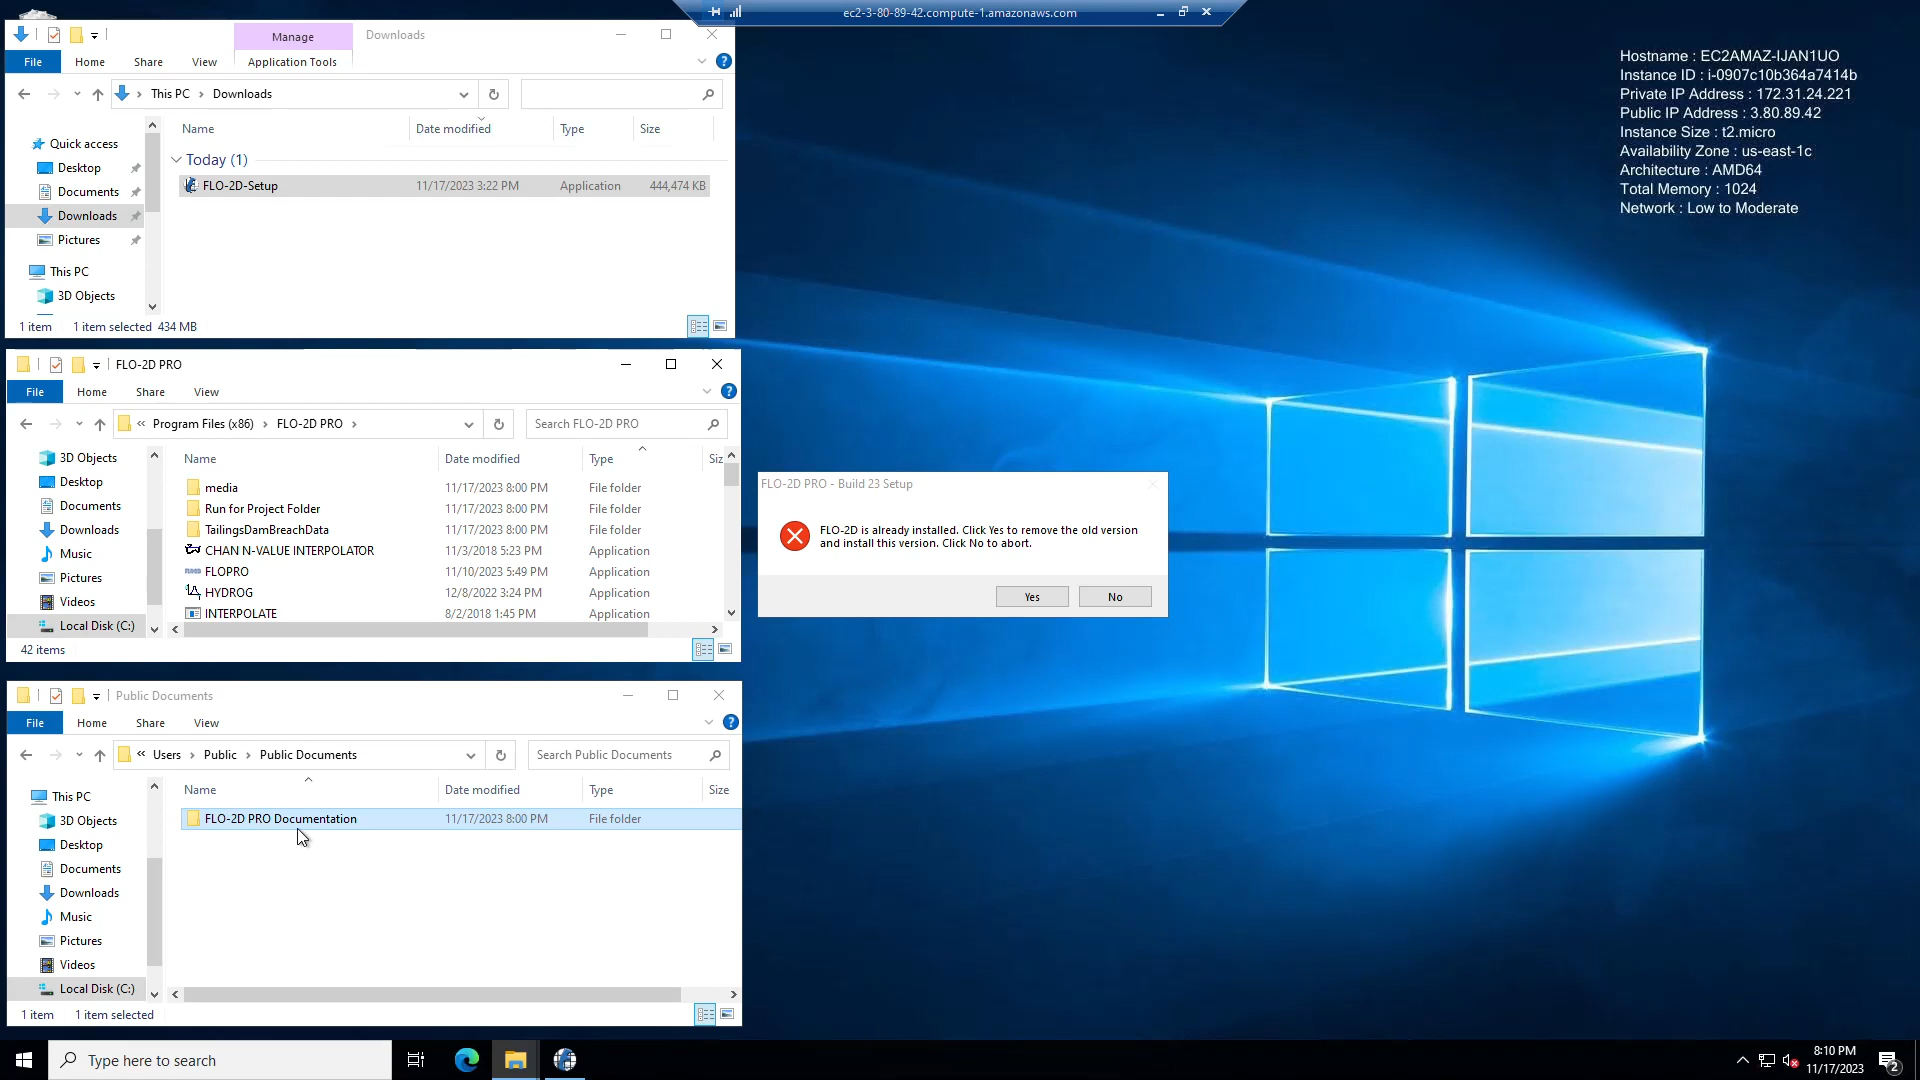 ec2-3-80-89-42.compute-1.amazonaws.com
Hostname : EC2AMAZ-IJAN1UO
Instance ID : i-0907c10b364a7414b
Private IP Address : 172.31.24.221
Public IP Address : 3.80.89.42
Instance Size : t2.micro
Availability Zone : us-east-1c
Architecture : AMD64
Total Memory : 1024
Network : Low to Moderate
Manage
Downloads
File
Home
Share
View
Application Tools
This PC
Downloads
Name
Date modified
Type
Size
Quick access
Desktop
Documents
Downloads
Pictures
This PC
3D Objects
Today (1)
FLO-2D-Setup
11/17/2023 3:22 PM
Application
444,474 KB
1 item
1 item selected 434 MB
FLO-2D PRO
File
Home
Share
View
« Program Files (x86)
FLO-2D PRO
Search FLO-2D PRO
Name
Date modified
Type
Siz
3D Objects
Desktop
Documents
Downloads
Music
Pictures
Videos
Local Disk (C:)
media 11/17/2023 8:00 PM File folder
Run for Project Folder 11/17/2023 8:00 PM File folder
TailingsDamBreachData 11/17/2023 8:00 PM File folder
CHAN N-VALUE INTERPOLATOR 11/3/2018 5:23 PM Application
FLOPRO 11/10/2023 5:49 PM Application
HYDROG 12/8/2022 3:24 PM Application
INTERPOLATE 8/2/2018 1:45 PM Application
42 items
FLO-2D PRO - Build 23 Setup
FLO-2D is already installed. Click Yes to remove the old version
and install this version. Click No to abort.
Yes
No
Public Documents
File
Home
Share
View
« Users
Public
Public Documents
Search Public Documents
Name
Date modified
Type
Size
This PC
3D Objects
Desktop
Documents
Downloads
Music
Pictures
Videos
Local Disk (C:)
FLO-2D PRO Documentation 11/17/2023 8:00 PM File folder
1 item
1 item selected
Type here to search
8:10 PM
11/17/2023
2